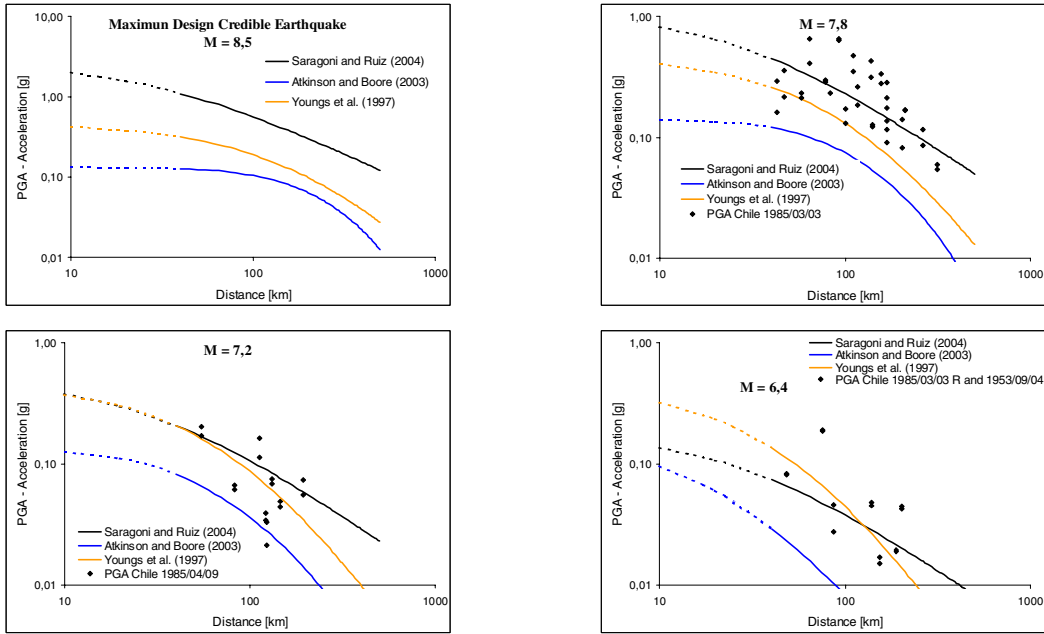 Maximun Design Credible Earthquake
M = 8,5
Saragoni and Ruiz (2004)
Atkinson and Boore (2003)
Youngs et al. (1997)
10,00
1,00
0,10
0,01
PGA - Acceleration [g]
10
100
1000
Distance [km]
M = 7,8
1,00
0,10
0,01
PGA - Acceleration [g]
Saragoni and Ruiz (2004)
Atkinson and Boore (2003)
Youngs et al. (1997)
PGA Chile 1985/03/03
10
100
1000
Distance [km]
M = 7,2
1,00
0,10
0,01
PGA - Acceleration [g]
Saragoni and Ruiz (2004)
Atkinson and Boore (2003)
Youngs et al. (1997)
PGA Chile 1985/04/09
10
100
1000
Distance [km]
Saragoni and Ruiz (2004)
Atkinson and Boore (2003)
Youngs et al. (1997)
PGA Chile 1985/03/03 R and 1953/09/04
M = 6,4
1,00
0,10
0,01
PGA - Acceleration [g]
10
100
1000
Distance [km]